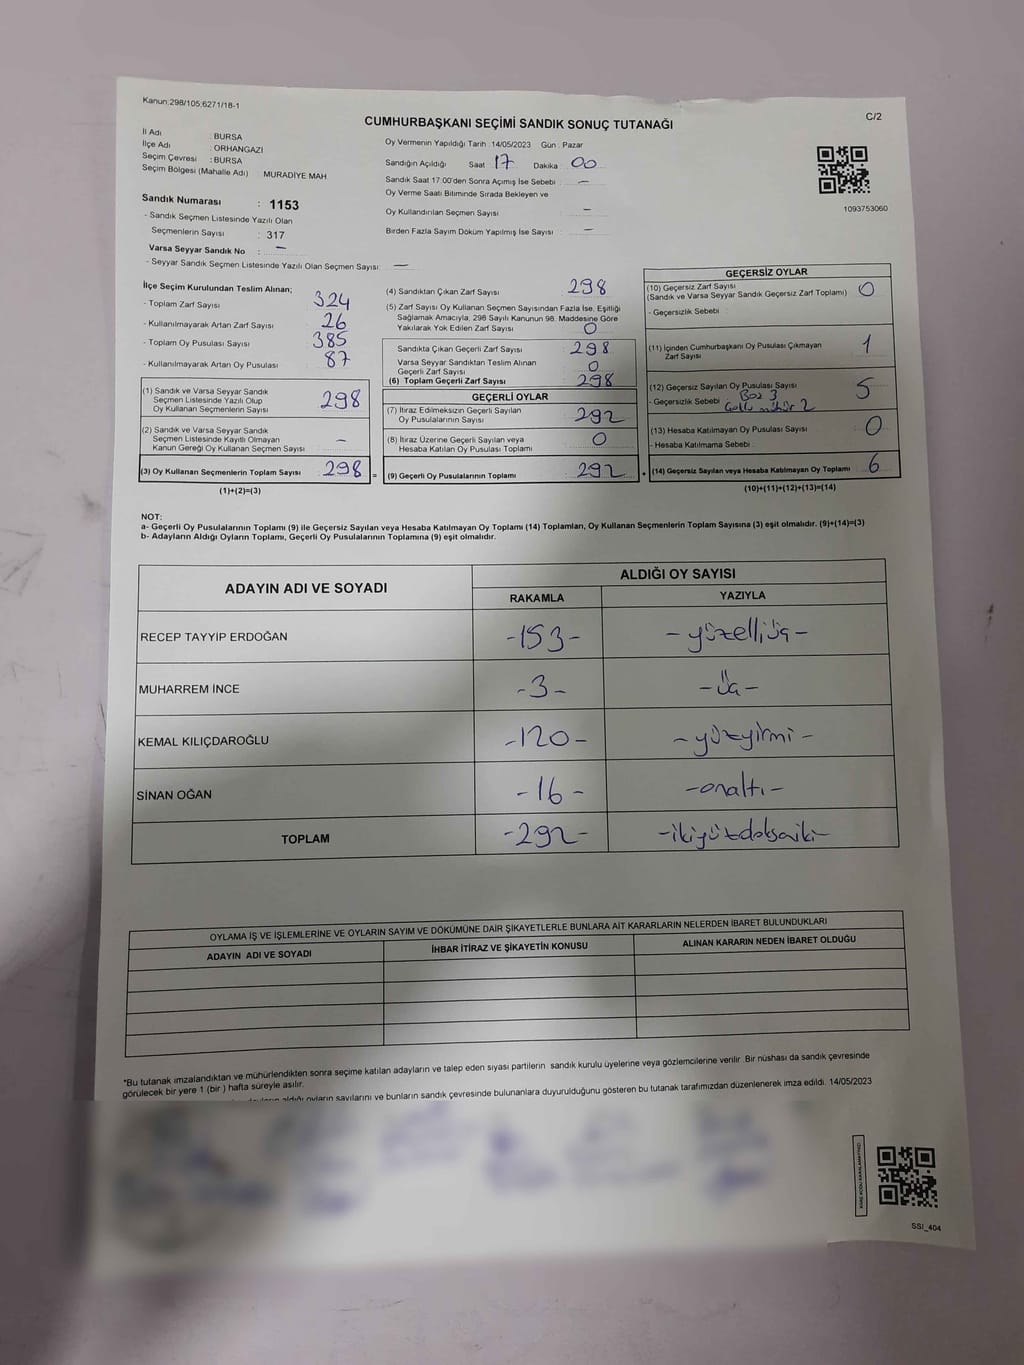 Kanun:298/105;6271/18-1
C/2
CUMHURBAŞKANI SEÇİMİ SANDIK SONUÇ TUTANAĞI
İl Adı : BURSA
İlçe Adı : ORHANGAZI
Seçim Çevresi : BURSA
Seçim Bölgesi (Mahalle Adı) : MURADİYE MAH.
Sandık Numarası : 1153
- Sandık Seçmen Listesinde Yazılı Olan
Seçmenlerin Sayısı : 317
Varsa Seyyar Sandık No : —
- Seyyar Sandık Seçmen Listesinde Yazılı Olan Seçmen Sayısı: —
Oy Vermenin Yapıldığı Tarih : 14/05/2023 Gün : Pazar
Sandığın Açıldığı Saat 17 Dakika 00
Sandık Saat 17:00'den Sonra Açılmış İse Sebebi : —
Oy Verme Saati Bitiminde Sırada Bekleyen ve
Oy Kullandırılan Seçmen Sayısı : —
Birden Fazla Sayım Döküm Yapılmış İse Sayısı : —
1093753060
İlçe Seçim Kurulundan Teslim Alınan;
- Toplam Zarf Sayısı : 324
- Kullanılmayarak Artan Zarf Sayısı : 26
- Toplam Oy Pusulası Sayısı : 385
- Kullanılmayarak Artan Oy Pusulası : 87
(1) Sandık ve Varsa Seyyar Sandık
Seçmen Listesinde Yazılı Olup
Oy Kullanan Seçmenlerin Sayısı : 298
(2) Sandık ve Varsa Seyyar Sandık
Seçmen Listesinde Kayıtlı Olmayan
Kanun Gereği Oy Kullanan Seçmen Sayısı : —
(3) Oy Kullanan Seçmenlerin Toplam Sayısı : 298 =
(1)+(2)=(3)
(4) Sandıktan Çıkan Zarf Sayısı : 298
(5) Zarf Sayısı Oy Kullanan Seçmen Sayısından Fazla İse, Eşitliği
Sağlamak Amacıyla, 298 Sayılı Kanunun 98. Maddesine Göre
Yakılarak Yok Edilen Zarf Sayısı : 0
Sandıkta Çıkan Geçerli Zarf Sayısı : 298
Varsa Seyyar Sandıktan Teslim Alınan
Geçerli Zarf Sayısı : 0
(6) Toplam Geçerli Zarf Sayısı : 298
GEÇERLİ OYLAR
(7) İtiraz Edilmeksizin Geçerli Sayılan
Oy Pusulalarının Sayısı : 292
(8) İtiraz Üzerine Geçerli Sayılan veya
Hesaba Katılan Oy Pusulası Toplamı : 0
(9) Geçerli Oy Pusulalarının Toplamı : 292 +
GEÇERSİZ OYLAR
(10) Geçersiz Zarf Sayısı
(Sandık ve Varsa Seyyar Sandık Geçersiz Zarf Toplamı) : 0
- Geçersizlik Sebebi :
(11) İçinden Cumhurbaşkanı Oy Pusulası Çıkmayan
Zarf Sayısı : 1
(12) Geçersiz Sayılan Oy Pusulası Sayısı : 5
- Geçersizlik Sebebi : Boş 3
Çoklu mühür 2
(13) Hesaba Katılmayan Oy Pusulası Sayısı : 0
- Hesaba Katılmama Sebebi :
(14) Geçersiz Sayılan veya Hesaba Katılmayan Oy Toplamı : 6
(10)+(11)+(12)+(13)=(14)
NOT:
a- Geçerli Oy Pusulalarının Toplamı (9) ile Geçersiz Sayılan veya Hesaba Katılmayan Oy Toplamı (14) Toplamları, Oy Kullanan Seçmenlerin Toplam Sayısına (3) eşit olmalıdır. (9)+(14)=(3)
b- Adayların Aldığı Oyların Toplamı, Geçerli Oy Pusulalarının Toplamına (9) eşit olmalıdır.
ADAYIN ADI VE SOYADI
ALDIĞI OY SAYISI
RAKAMLA YAZIYLA
RECEP TAYYİP ERDOĞAN -153- -yüzelliüç-
MUHARREM İNCE -3- -üç-
KEMAL KILIÇDAROĞLU -120- -yüzyirmi-
SİNAN OĞAN -16- -onaltı-
TOPLAM -292- -ikiyüzdoksaniki-
OYLAMA İŞ VE İŞLEMLERİNE VE OYLARIN SAYIM VE DÖKÜMÜNE DAİR ŞİKAYETLERLE BUNLARA AİT KARARLARIN NELERDEN İBARET BULUNDUKLARI
ADAYIN ADI VE SOYADI İHBAR İTİRAZ VE ŞİKAYETİN KONUSU ALINAN KARARIN NEDEN İBARET OLDUĞU
*Bu tutanak imzalandıktan ve mühürlendikten sonra seçime katılan adayların ve talep eden siyasi partilerin sandık kurulu üyelerine veya gözlemcilerine verilir. Bir nüshası da sandık çevresinde
görülecek bir yere 1 (bir) hafta süreyle asılır.
aldığı oyların sayılarını ve bunların sandık çevresinde bulunanlara duyurulduğunu gösteren bu tutanak tarafımızdan düzenlenerek imza edildi. 14/05/2023
SSI_404